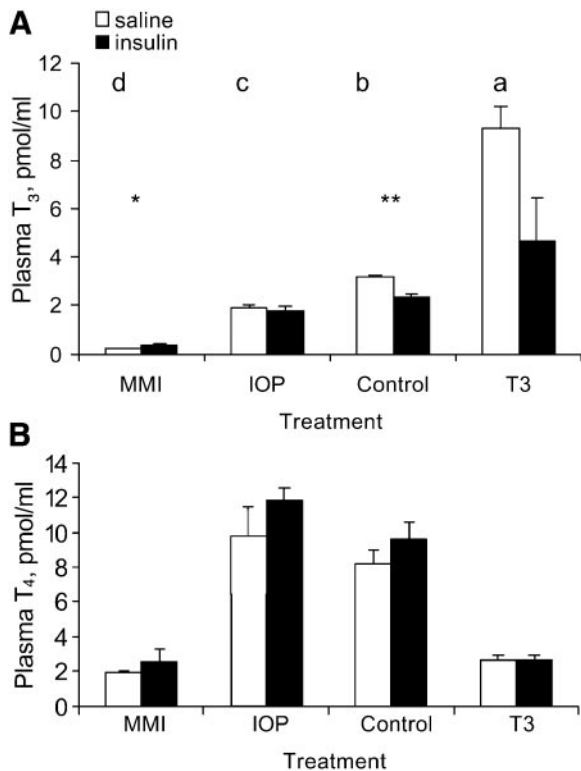 A
saline
insulin
12
10
8
6
4
2
0
Plasma T₃, pmol/ml
d c b a
* **
MMI IOP Control T3
Treatment
B
14
12
10
8
6
4
2
0
Plasma T₄, pmol/ml
MMI IOP Control T3
Treatment